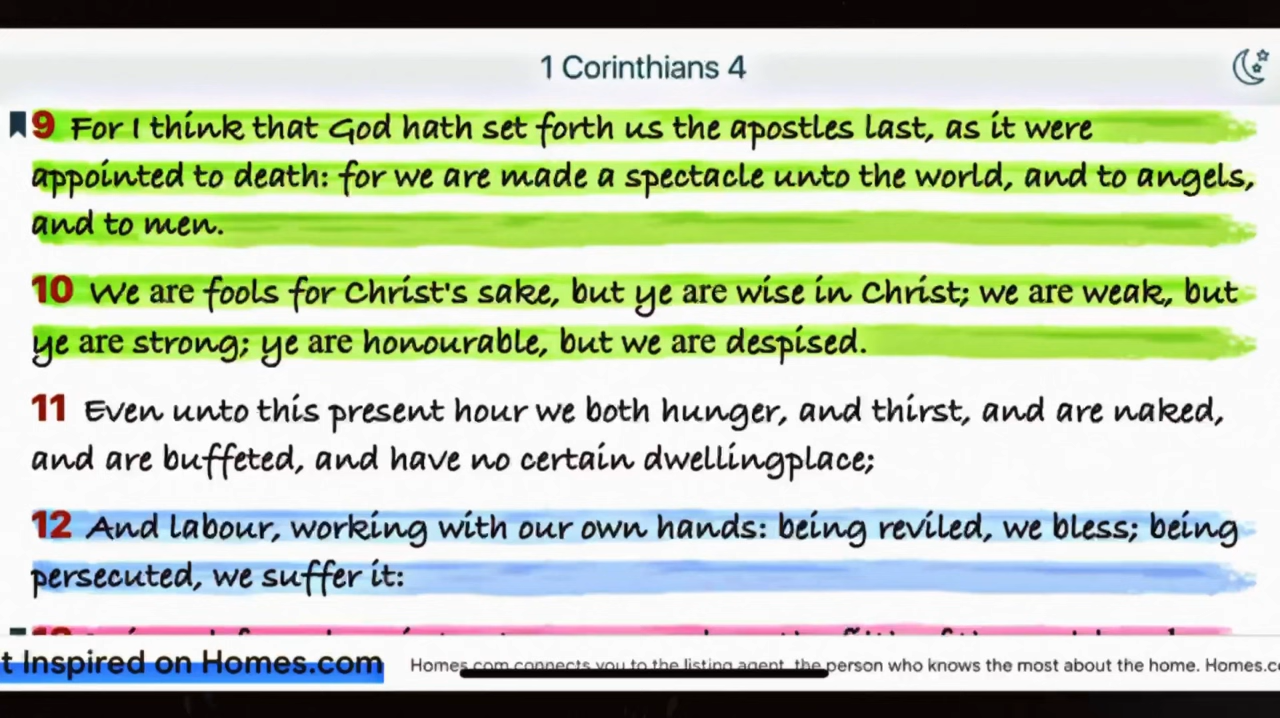 1 Corinthians 4
9 For I think that God hath set forth us the apostles last, as it were
appointed to death: for we are made a spectacle unto the world, and to angels,
and to men.
10 We are fools for Christ's sake, but ye are wise in Christ; we are weak, but
ye are strong; ye are honourable, but we are despised.
11 Even unto this present hour we both hunger, and thirst, and are naked,
and are buffeted, and have no certain dwellingplace;
12 And labour, working with our own hands: being reviled, we bless; being
persecuted, we suffer it:
t Inspired on Homes.com
Homes.com connects you to the listing agent, the person who knows the most about the home. Homes.c